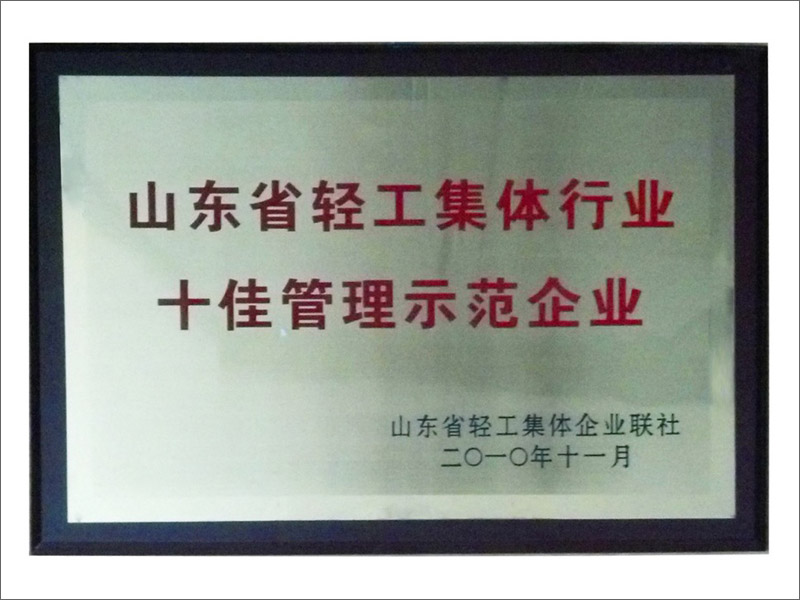 山东省轻工集体行业
十佳管理示范企业
山东省轻工集体企业联社
二〇一〇年十一月